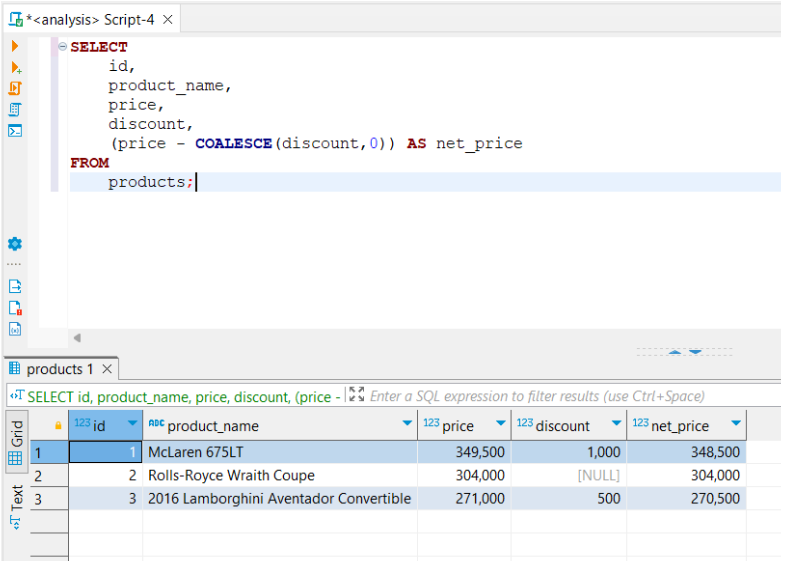 *<analysis> Script-4
SELECT
id,
product_name,
price,
discount,
(price - COALESCE(discount,0)) AS net_price
FROM
products;
products 1
SELECT id, product_name, price, discount, (price - Enter a SQL expression to filter results (use Ctrl+Space)
Grid
Text
123 id ABC product_name 123 price 123 discount 123 net_price
1 1 McLaren 675LT 349,500 1,000 348,500
2 2 Rolls-Royce Wraith Coupe 304,000 [NULL] 304,000
3 3 2016 Lamborghini Aventador Convertible 271,000 500 270,500